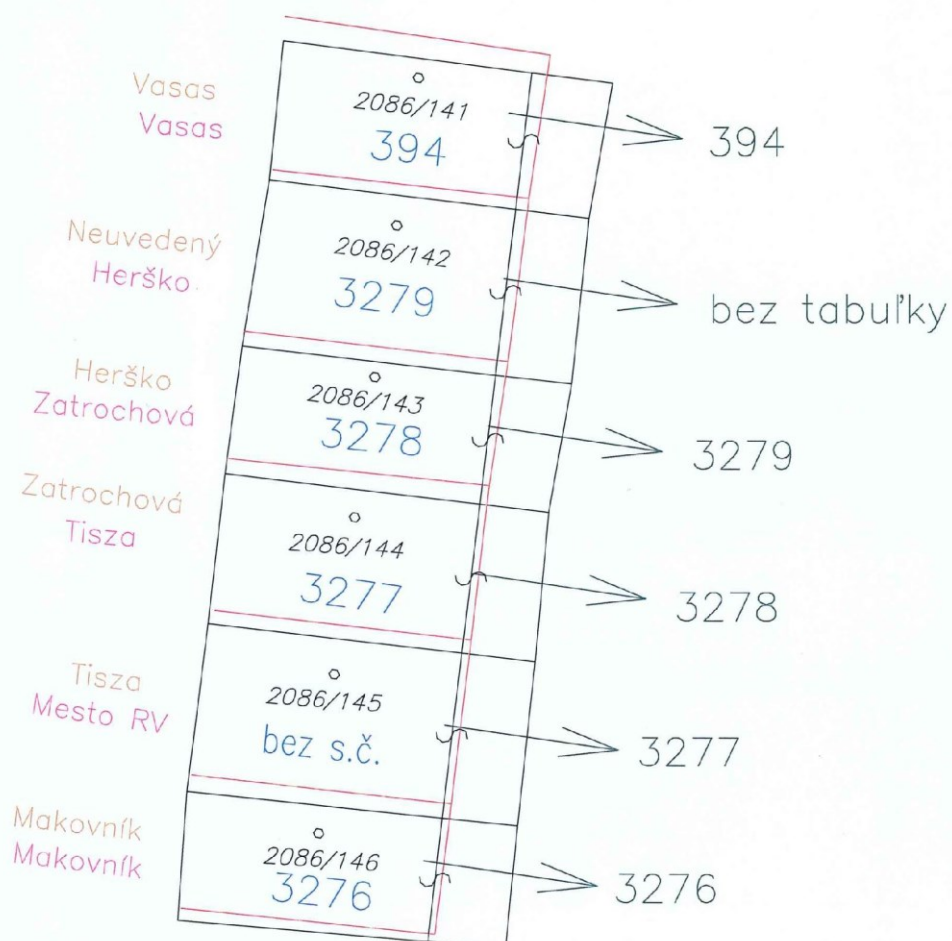 Vasas
Vasas
2086/141
394
394
Neuvedený
Herško
2086/142
3279
bez tabuľky
Herško
Zatrochová
2086/143
3278
3279
Zatrochová
Tisza
2086/144
3277
3278
Tisza
Mesto RV
2086/145
bez s.č.
3277
Makovník
Makovník
2086/146
3276
3276